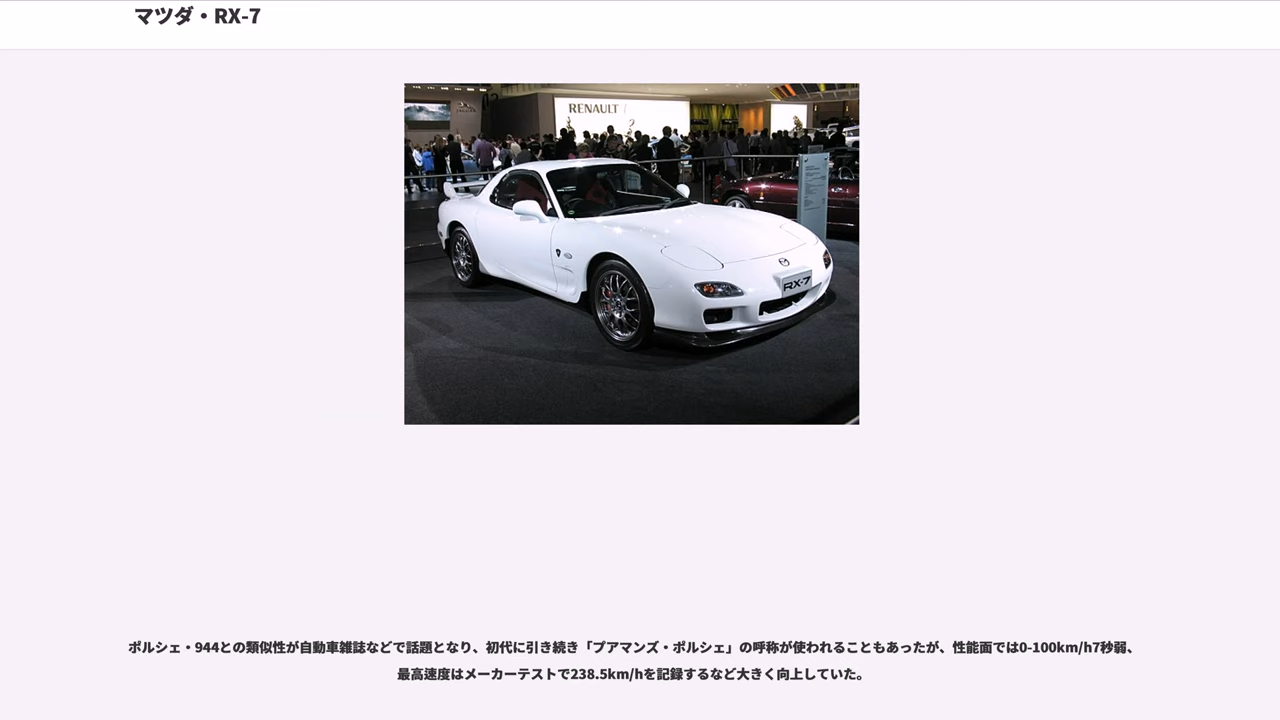 マツダ・RX-7
RENAULT
RX-7
ポルシェ・944との類似性が自動車雑誌などで話題となり、初代に引き続き「プアマンズ・ポルシェ」の呼称が使われることもあったが、性能面では0-100km/h7秒弱、
最高速度はメーカーテストで238.5km/hを記録するなど大きく向上していた。